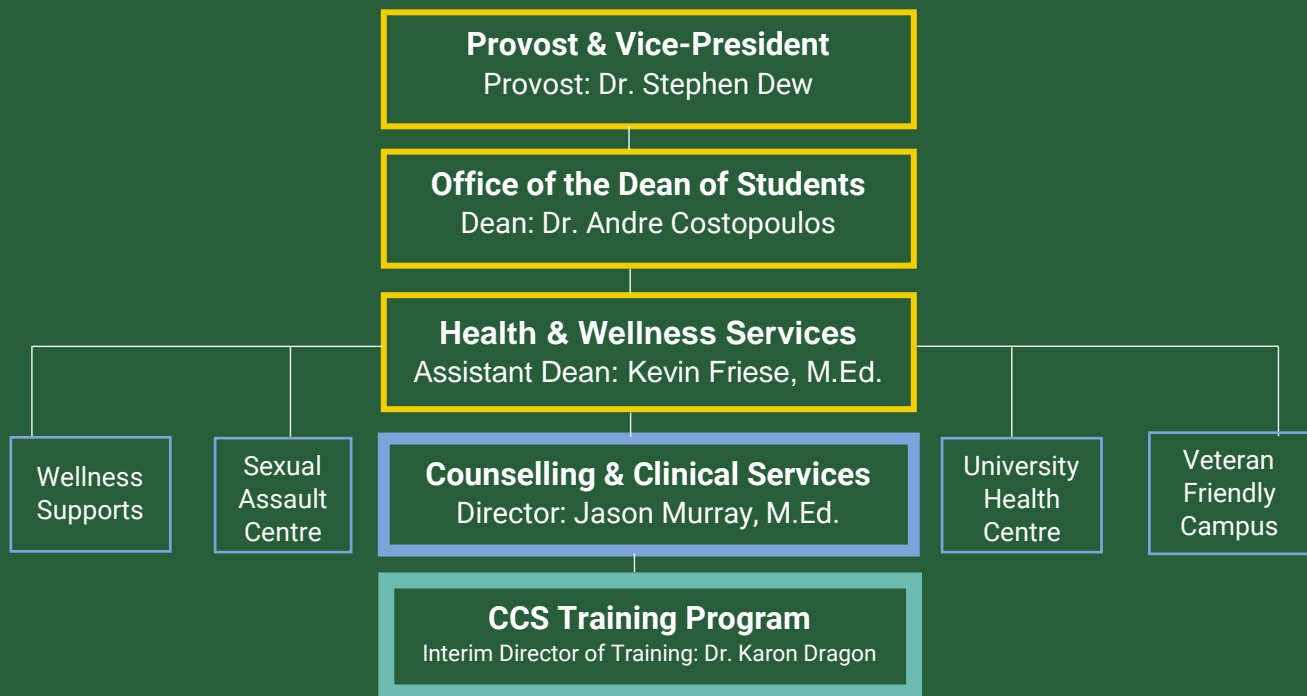 Provost & Vice-President
Provost: Dr. Stephen Dew
Office of the Dean of Students
Dean: Dr. Andre Costopoulos
Health & Wellness Services
Assistant Dean: Kevin Friese, M.Ed.
Wellness
Supports
Sexual
Assault
Centre
Counselling & Clinical Services
Director: Jason Murray, M.Ed.
University
Health
Centre
Veteran
Friendly
Campus
CCS Training Program
Interim Director of Training: Dr. Karon Dragon